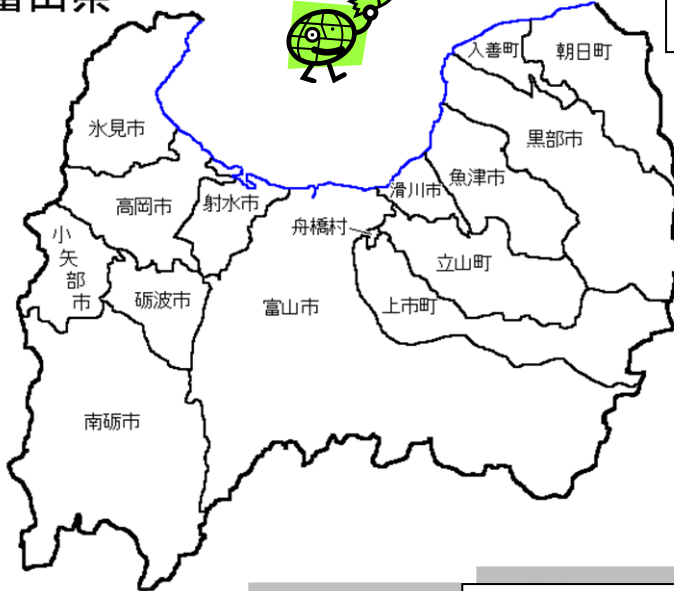 富山県
入善町
朝日町
黒部市
氷見市
魚津市
滑川市
高岡市
射水市
舟橋村
小矢部市
立山町
砺波市
富山市
上市町
南砺市